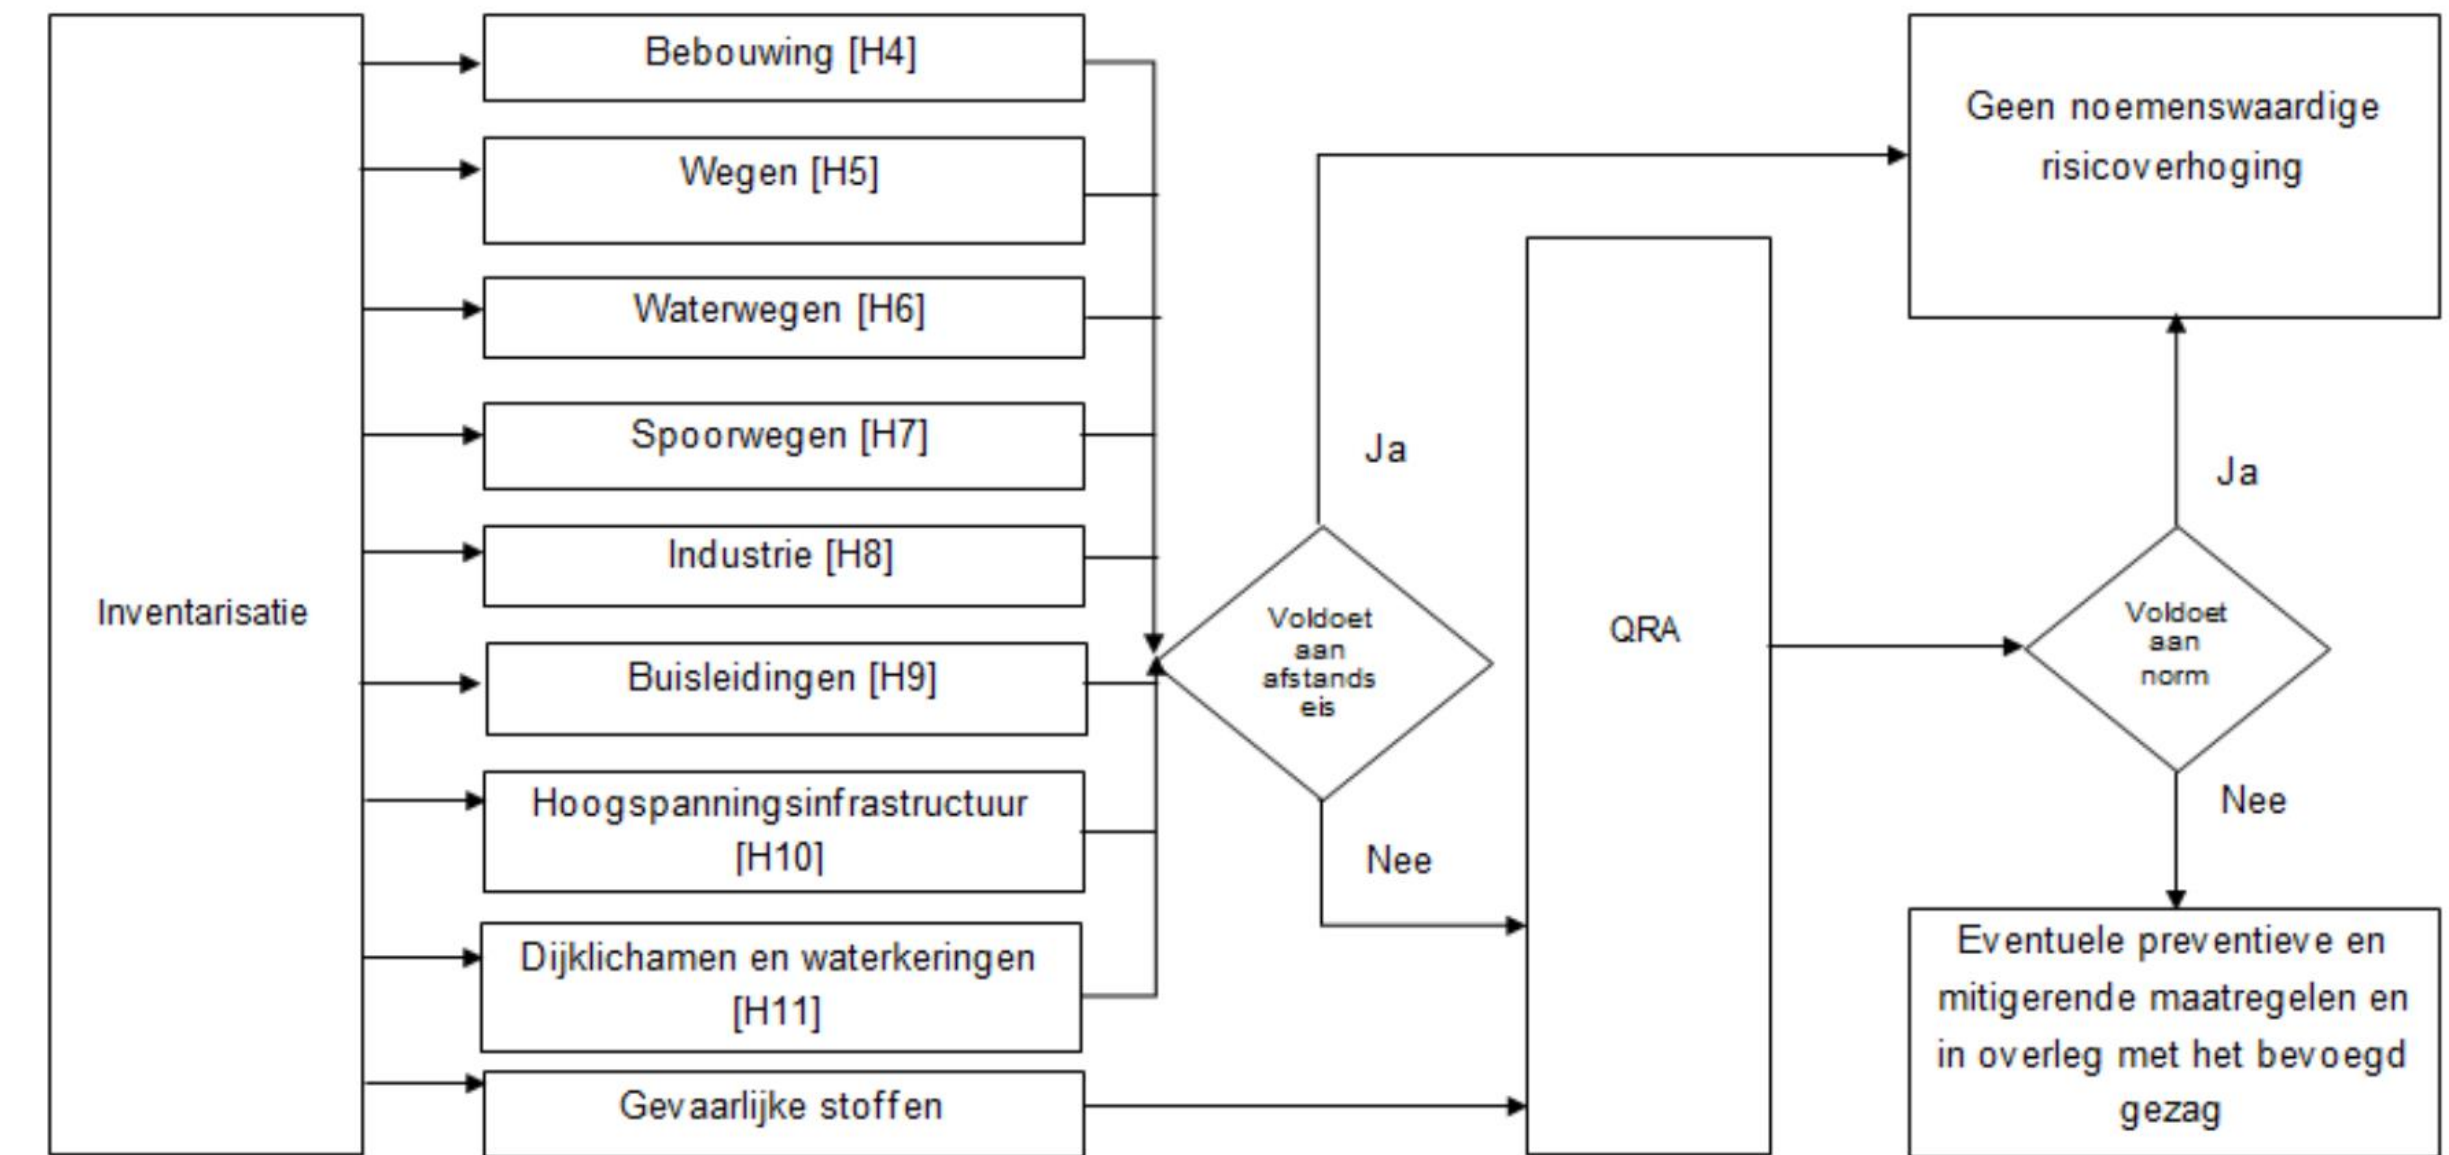 Inventarisatie
Bebouwing [H4]
Wegen [H5]
Waterwegen [H6]
Spoorwegen [H7]
Industrie [H8]
Buisleidingen [H9]
Hoogspanningsinfrastructuur
[H10]
Dijklichamen en waterkeringen
[H11]
Gevaarlijke stoffen
Voldoet
aan
afstands
eis
Ja
Nee
QRA
Voldoet
aan
norm
Ja
Nee
Geen noemenswaardige
risicoverhoging
Eventuele preventieve en
mitigerende maatregelen en
in overleg met het bevoegd
gezag